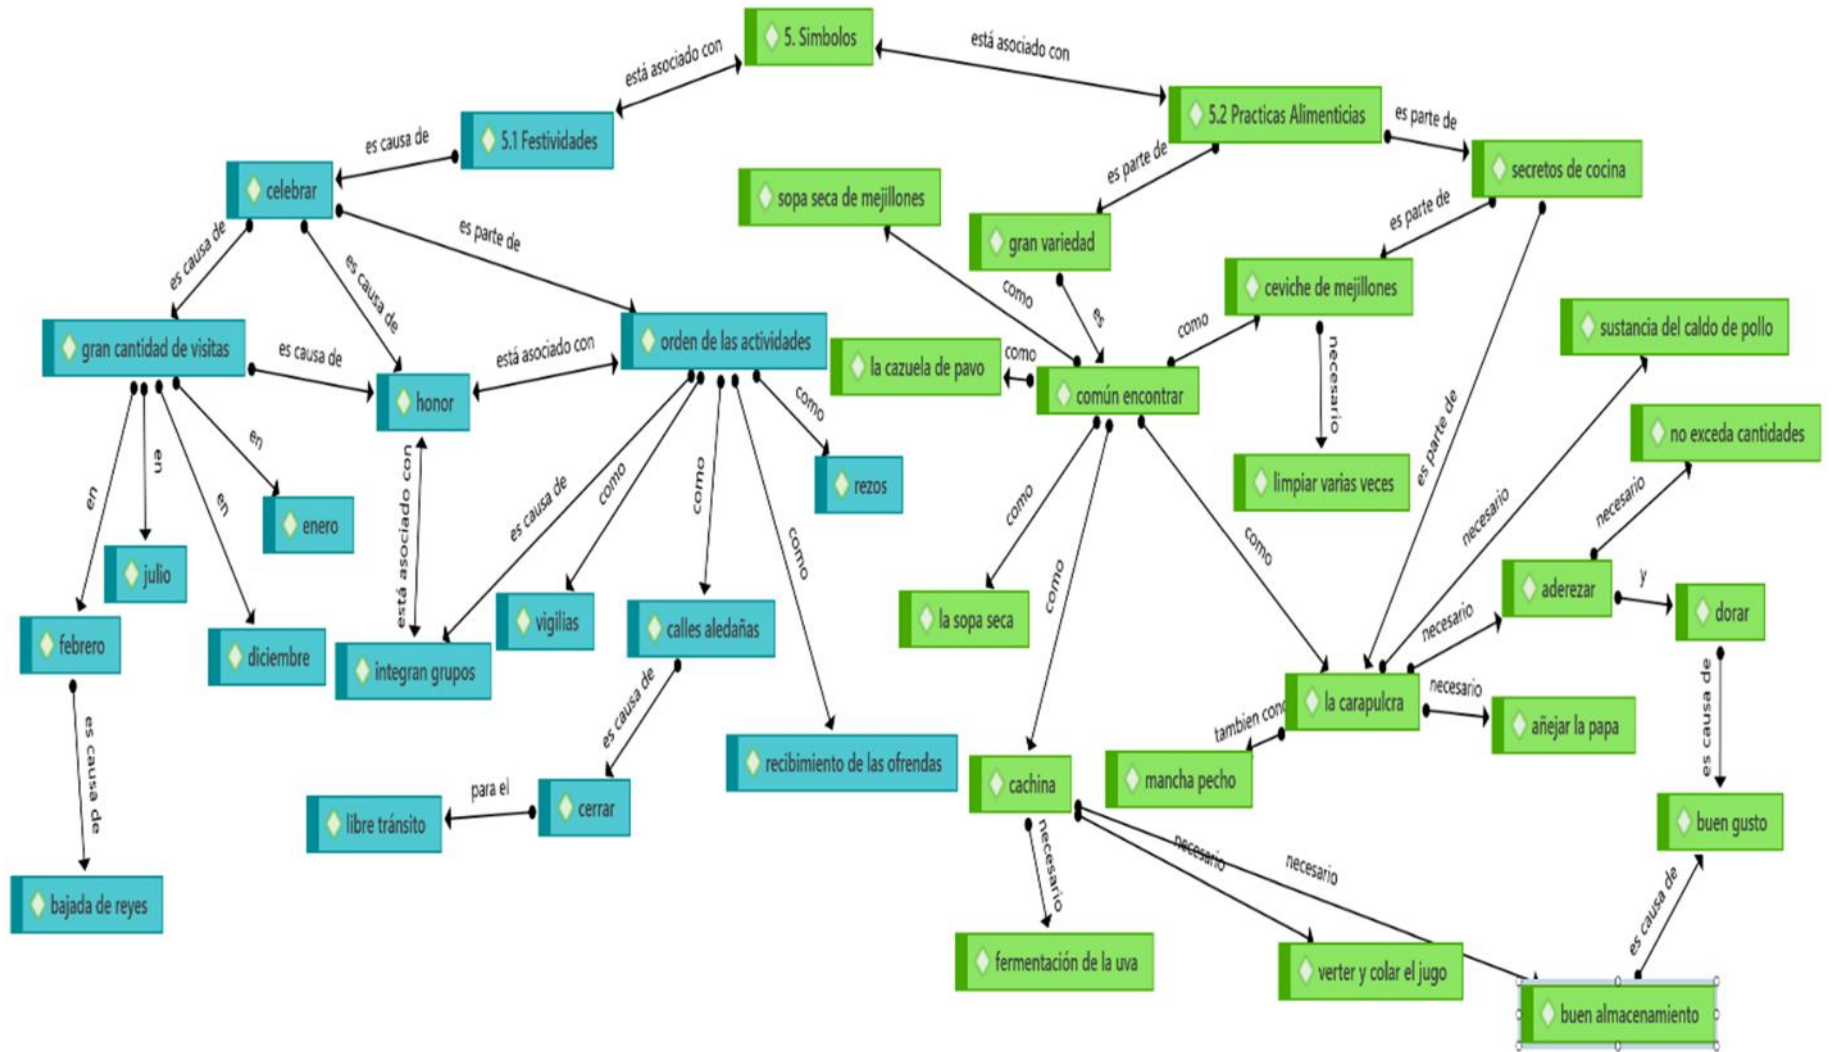 5. Simbolos
está asociado con
está asociado con
5.1 Festividades
5.2 Practicas Alimenticias
es causa de
es parte de
es parte de
celebrar
sopa seca de mejillones
secretos de cocina
es causa de
es causa de
es parte de
gran variedad
es parte de
como
es
ceviche de mejillones
gran cantidad de visitas
es causa de
está asociado con
orden de las actividades
como
la cazuela de pavo
como
necesario
sustancia del caldo de pollo
honor
común encontrar
es parte de
no exceda cantidades
en
en
en
en
está asociado con
es causa de
como
como
como
como
rezos
como
como
como
limpiar varias veces
necesario
necesario
enero
julio
febrero
diciembre
integran grupos
vigilias
calles aledañas
la sopa seca
necesario
aderezar
y
dorar
es causa de
es causa de
recibimiento de las ofrendas
cachina
tambien
la carapulcra
necesario
añejar la papa
es causa de
mancha pecho
para el
libre tránsito
cerrar
buen gusto
bajada de reyes
necesario
necesario
necesario
es causa de
fermentación de la uva
verter y colar el jugo
buen almacenamiento